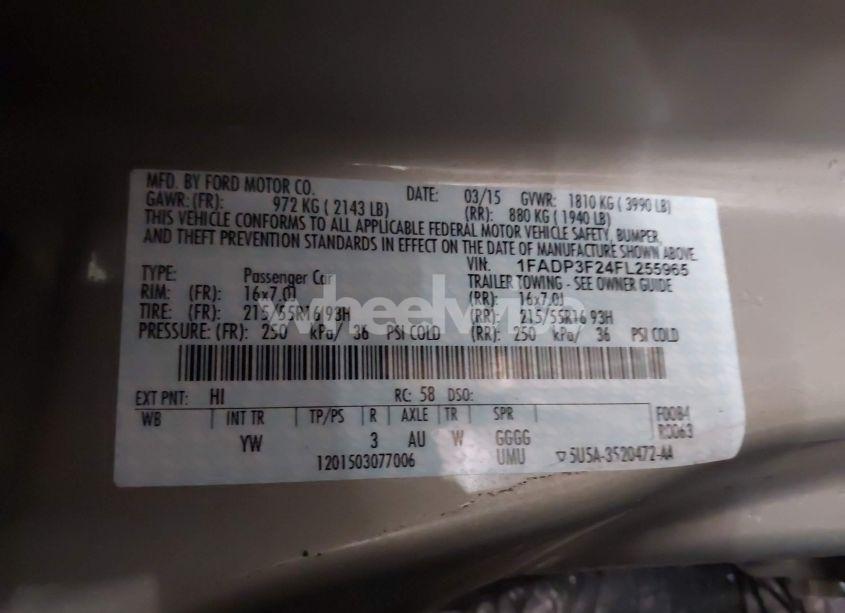 MFD. BY FORD MOTOR CO.
DATE: 03/15 GVWR: 1810 KG ( 3990 LB)
GAWR: (FR): 972 KG ( 2143 LB) (RR): 880 KG ( 1940 LB)
THIS VEHICLE CONFORMS TO ALL APPLICABLE FEDERAL MOTOR VEHICLE SAFETY, BUMPER,
AND THEFT PREVENTION STANDARDS IN EFFECT ON THE DATE OF MANUFACTURE SHOWN ABOVE.
VIN: 1FADP3F24FL255965
TYPE: Passenger Car TRAILER TOWING - SEE OWNER GUIDE
RIM: (FR): 16x7.0J (RR): 16x7.0J
TIRE: (FR): 215/55R16 93H (RR): 215/55R16 93H
PRESSURE: (FR): 250 kPa/ 36 PSI COLD (RR): 250 kPa/ 36 PSI COLD
EXT PNT: HI RC: 58 DSO:
WB INT TR TP/PS R AXLE TR SPR F0084
YW 3 AU W GGGG R0063
1201503077006 UMU 5U5A-3520472-AA